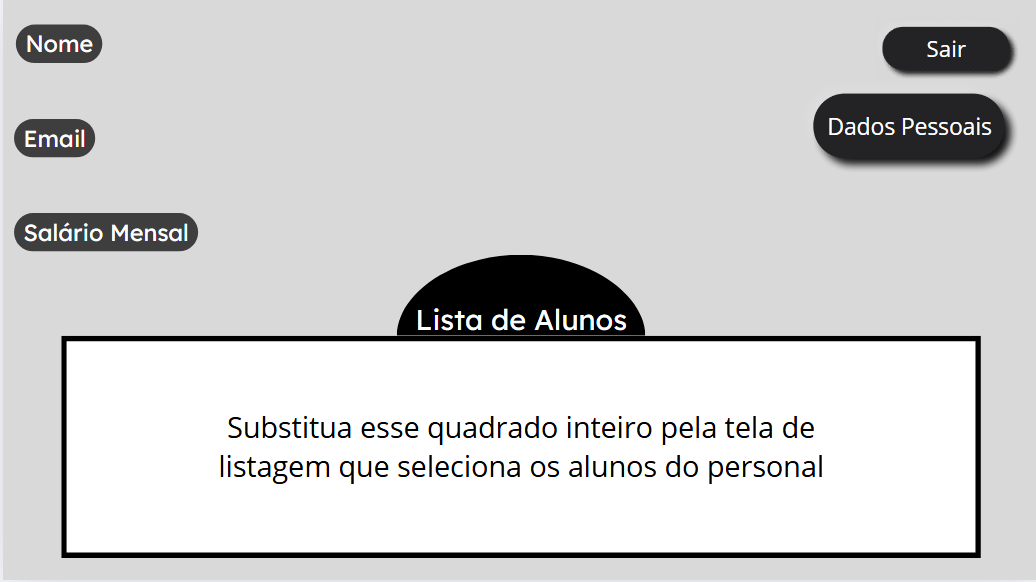 Nome
Sair
Dados Pessoais
Email
Salário Mensal
Lista de Alunos
Substitua esse quadrado inteiro pela tela de
listagem que seleciona os alunos do personal